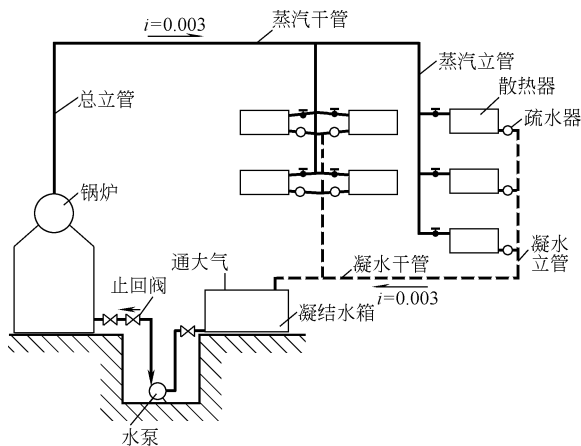 i=0.003
蒸汽干管
蒸汽立管
散热器
总立管
疏水器
锅炉
通大气
凝水干管
凝水
立管
止回阀
i=0.003
凝结水箱
水泵